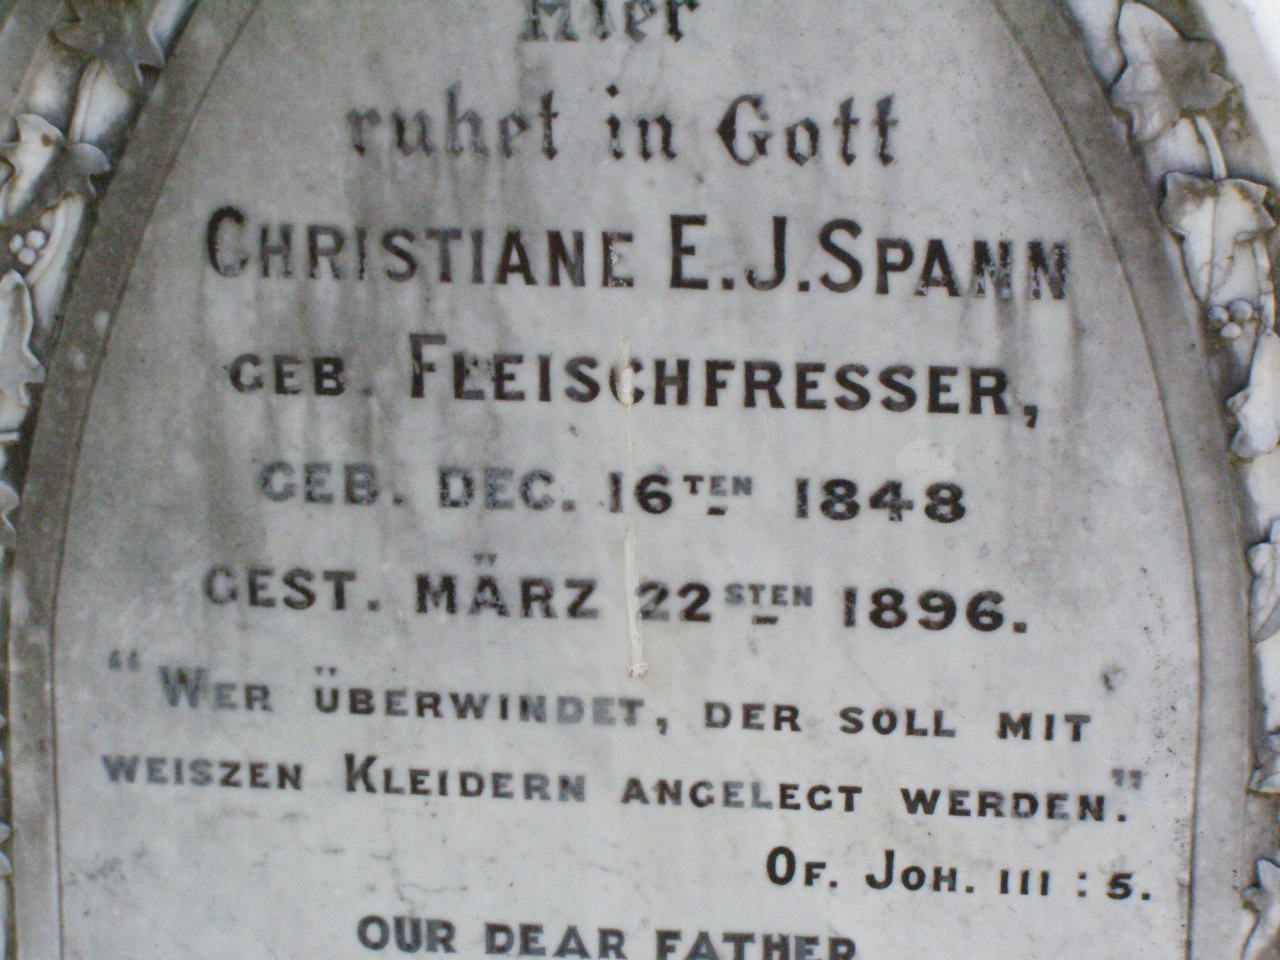 Hier
ruhet in Gott
CHRISTIANE E. J. SPANN
GEB. FLEISCHFRESSER,
GEB. DEC. 16TEN 1848
GEST. MÄRZ 22STEN 1896.
“WER ÜBERWINDET, DER SOLL MIT
WEISZEN KLEIDERN ANGELEGT WERDEN.”
OF. JOH. III : 5.
OUR DEAR FATHER